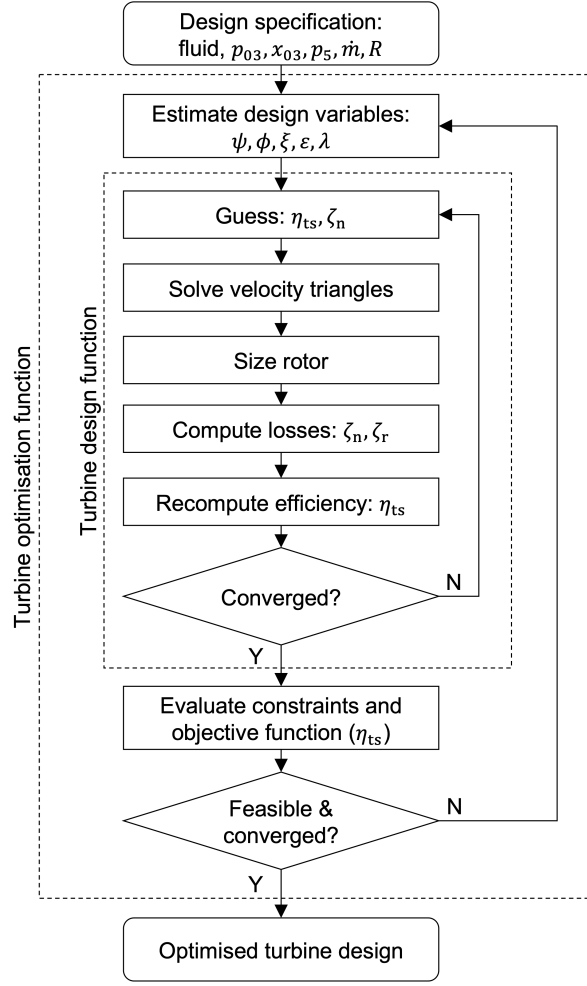 Design specification:
fluid, p₀₃, x₀₃, p₅, ṁ, R
Estimate design variables:
ψ, ϕ, ξ, ε, λ
Guess: ηₜₛ, ζₙ
Solve velocity triangles
Size rotor
Compute losses: ζₙ, ζᵣ
Recompute efficiency: ηₜₛ
Converged?
N
Y
Turbine design function
Turbine optimisation function
Evaluate constraints and
objective function (ηₜₛ)
Feasible &
converged?
N
Y
Optimised turbine design